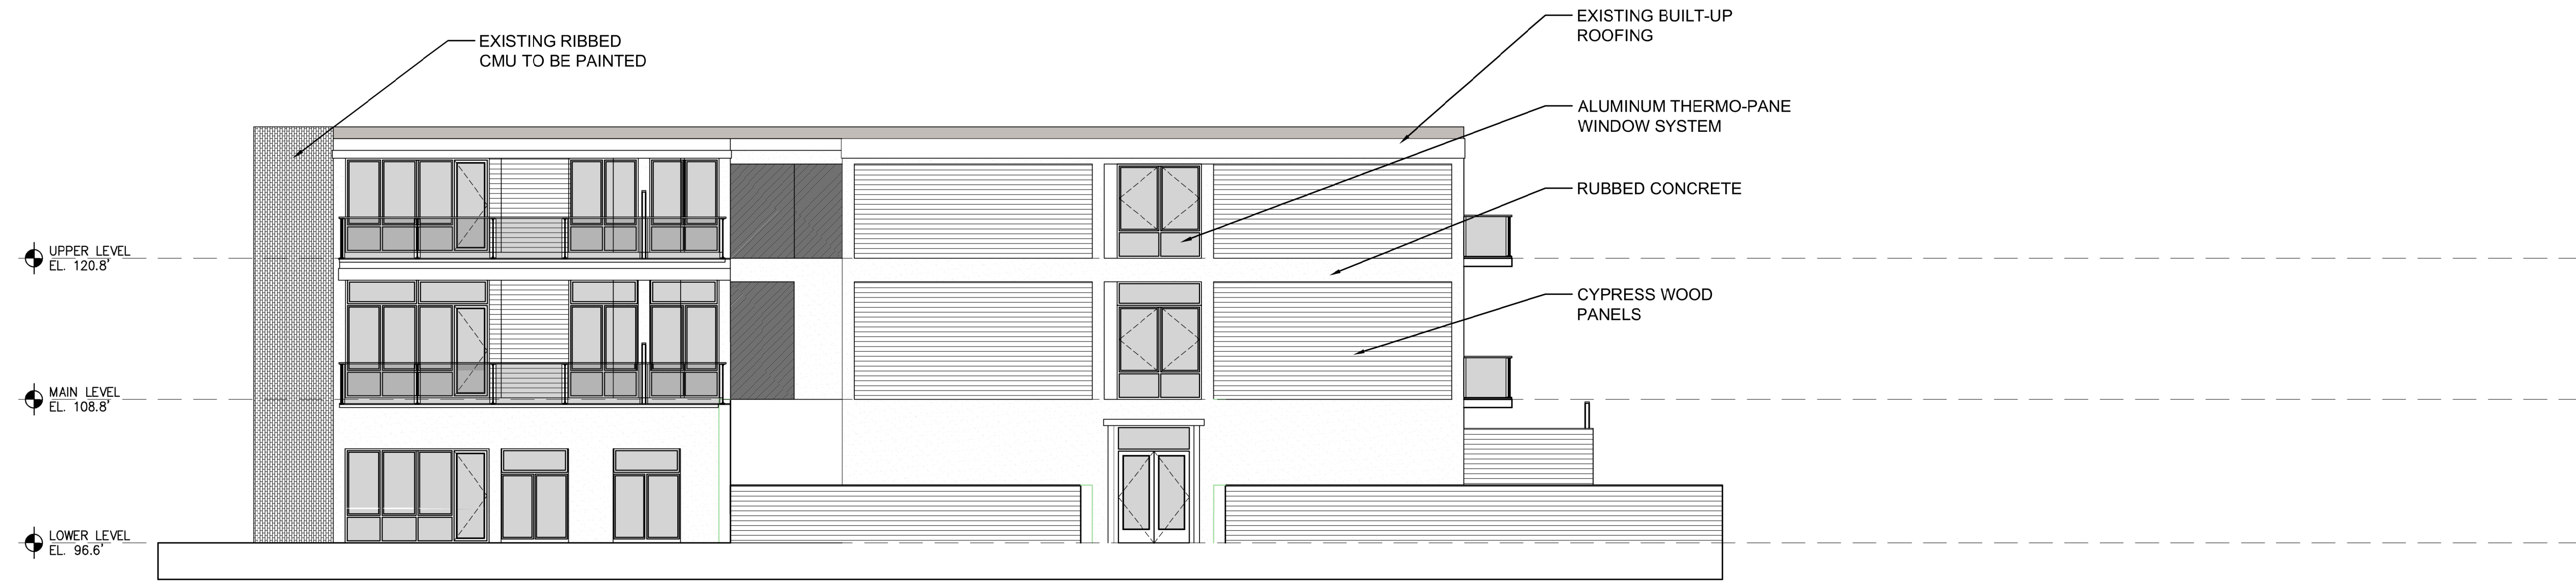 EXISTING BUILT-UP
ROOFING
EXISTING RIBBED
CMU TO BE PAINTED
ALUMINUM THERMO-PANE
WINDOW SYSTEM
RUBBED CONCRETE
UPPER LEVEL
EL. 120.8'
CYPRESS WOOD
PANELS
MAIN LEVEL
EL. 108.8'
LOWER LEVEL
EL. 96.6'